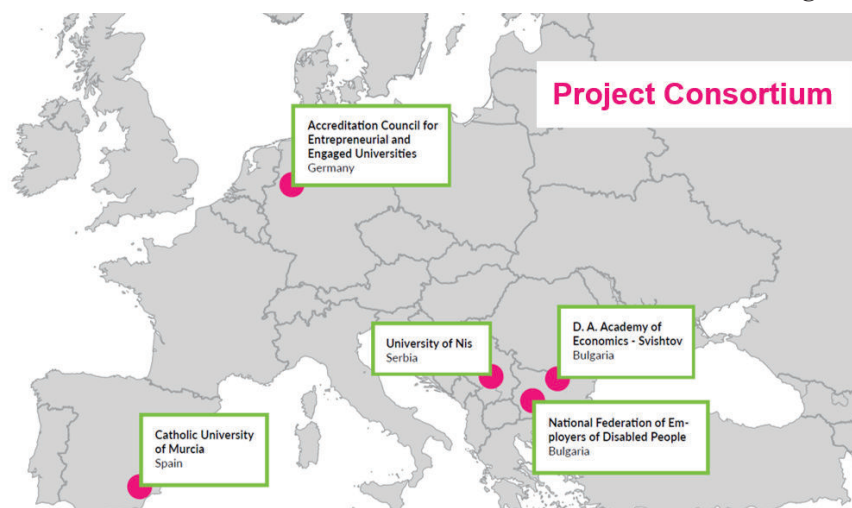 Project Consortium
Accreditation Council for
Entrepreneurial and
Engaged Universities
Germany
University of Nis
Serbia
D. A. Academy of
Economics - Svishtov
Bulgaria
National Federation of Em-
ployers of Disabled People
Bulgaria
Catholic University
of Murcia
Spain